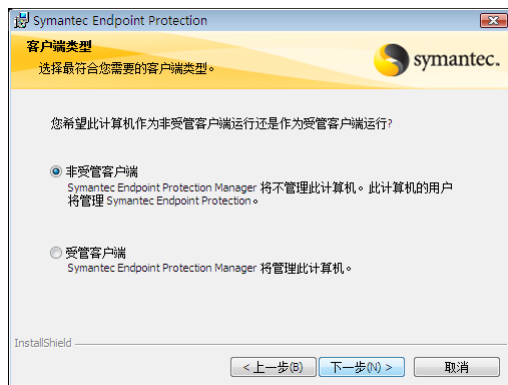 Symantec Endpoint Protection
客户端类型
选择最符合您需要的客户端类型。
symantec.
您希望此计算机作为非受管客户端运行还是作为受管客户端运行?
非受管客户端
Symantec Endpoint Protection Manager 将不管理此计算机。此计算机的用户
将管理 Symantec Endpoint Protection。
受管客户端
Symantec Endpoint Protection Manager 将管理此计算机。
InstallShield
< 上一步(B) 下一步(N) > 取消